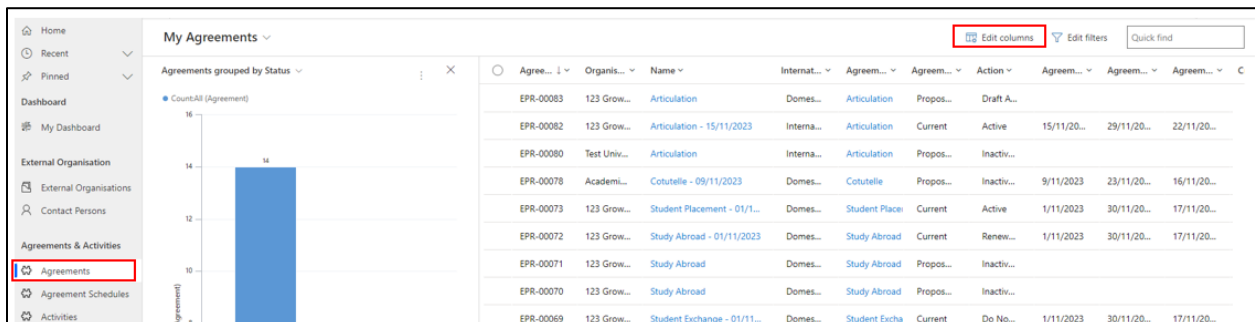 Home
Recent
Pinned
Dashboard
My Dashboard
External Organisation
External Organisations
Contact Persons
Agreements & Activities
Agreements
Agreement Schedules
Activities
My Agreements
Edit columns Edit filters Quick find
Agreements grouped by Status
Count:All (Agreement)
16
14
14
12
10
Agreement)
Agree... Organis... Name Internat... Agreem... Agreem... Action Agreem... Agreem... Agreem... C
EPR-00083 123 Grow... Articulation Domes... Articulation Propos... Draft A...
EPR-00082 123 Grow... Articulation - 15/11/2023 Interna... Articulation Current Active 15/11/20... 29/11/20... 22/11/20...
EPR-00080 Test Univ... Articulation Interna... Articulation Propos... Inactiv...
EPR-00078 Academi... Cotutelle - 09/11/2023 Domes... Cotutelle Propos... Inactiv... 9/11/2023 23/11/20... 16/11/20...
EPR-00073 123 Grow... Student Placement - 01/1... Domes... Student Place Current Active 1/11/2023 30/11/20... 17/11/20...
EPR-00072 123 Grow... Study Abroad - 01/11/2023 Domes... Study Abroad Current Renew... 1/11/2023 30/11/20... 17/11/20...
EPR-00071 123 Grow... Study Abroad Domes... Study Abroad Propos... Inactiv...
EPR-00070 123 Grow... Study Abroad Domes... Study Abroad Propos... Inactiv...
EPR-00069 123 Grow... Student Exchange - 01/11... Domes... Student Excha Current Do No... 1/11/2023 30/11/20... 17/11/20...